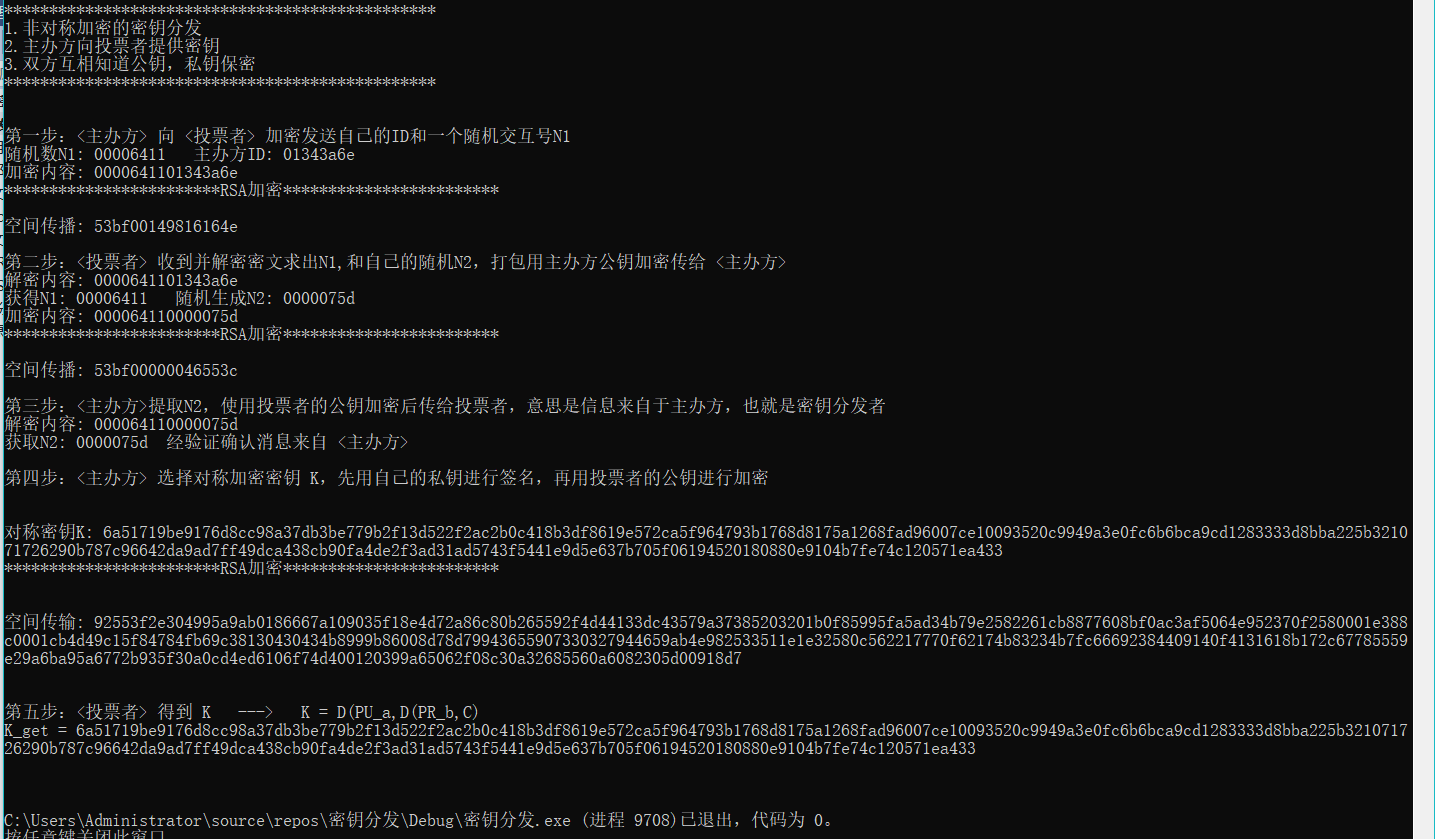 ************************************************
1.非对称加密的密钥分发
2.主办方向投票者提供密钥
3.双方互相知道公钥，私钥保密
************************************************
第一步：<主办方> 向 <投票者> 加密发送自己的ID和一个随机交互号N1
随机数N1: 00006411   主办方ID: 01343a6e
加密内容: 0000641101343a6e
************************RSA加密************************
空间传播: 53bf00149816164e
第二步：<投票者> 收到并解密密文求出N1,和自己的随机N2，打包用主办方公钥加密传给 <主办方>
解密内容: 0000641101343a6e
获得N1: 00006411   随机生成N2: 0000075d
加密内容: 000064110000075d
************************RSA加密************************
空间传播: 53bf00000046553c
第三步：<主办方>提取N2，使用投票者的公钥加密后传给投票者，意思是信息来自于主办方，也就是密钥分发者
解密内容: 000064110000075d
获取N2: 0000075d  经验证确认消息来自 <主办方>
第四步：<主办方> 选择对称加密密钥 K，先用自己的私钥进行签名，再用投票者的公钥进行加密
对称密钥K: 6a51719be9176d8cc98a37db3be779b2f13d522f2ac2b0c418b3df8619e572ca5f964793b1768d8175a1268fad96007ce10093520c9949a3e0fc6b6bca9cd1283333d8bba225b3210
71726290b787c96642da9ad7ff49dca438cb90fa4de2f3ad31ad5743f5441e9d5e637b705f06194520180880e9104b7fe74c120571ea433
************************RSA加密************************
空间传输: 92553f2e304995a9ab0186667a109035f18e4d72a86c80b265592f4d44133dc43579a37385203201b0f85995fa5ad34b79e2582261cb8877608bf0ac3af5064e952370f2580001e388
c0001cb4d49c15f84784fb69c38130430434b8999b86008d78d79943655907330327944659ab4e982533511e1e32580c562217770f62174b83234b7fc66692384409140f4131618b172c67785559
e29a6ba95a6772b935f30a0cd4ed6106f74d400120399a65062f08c30a32685560a6082305d00918d7
第五步：<投票者> 得到 K   --->   K = D(PU_a,D(PR_b,C)
K_get = 6a51719be9176d8cc98a37db3be779b2f13d522f2ac2b0c418b3df8619e572ca5f964793b1768d8175a1268fad96007ce10093520c9949a3e0fc6b6bca9cd1283333d8bba225b3210717
26290b787c96642da9ad7ff49dca438cb90fa4de2f3ad31ad5743f5441e9d5e637b705f06194520180880e9104b7fe74c120571ea433
C:\Users\Administrator\source\repos\密钥分发\Debug\密钥分发.exe (进程 9708)已退出，代码为 0。
按任意键关闭此窗口